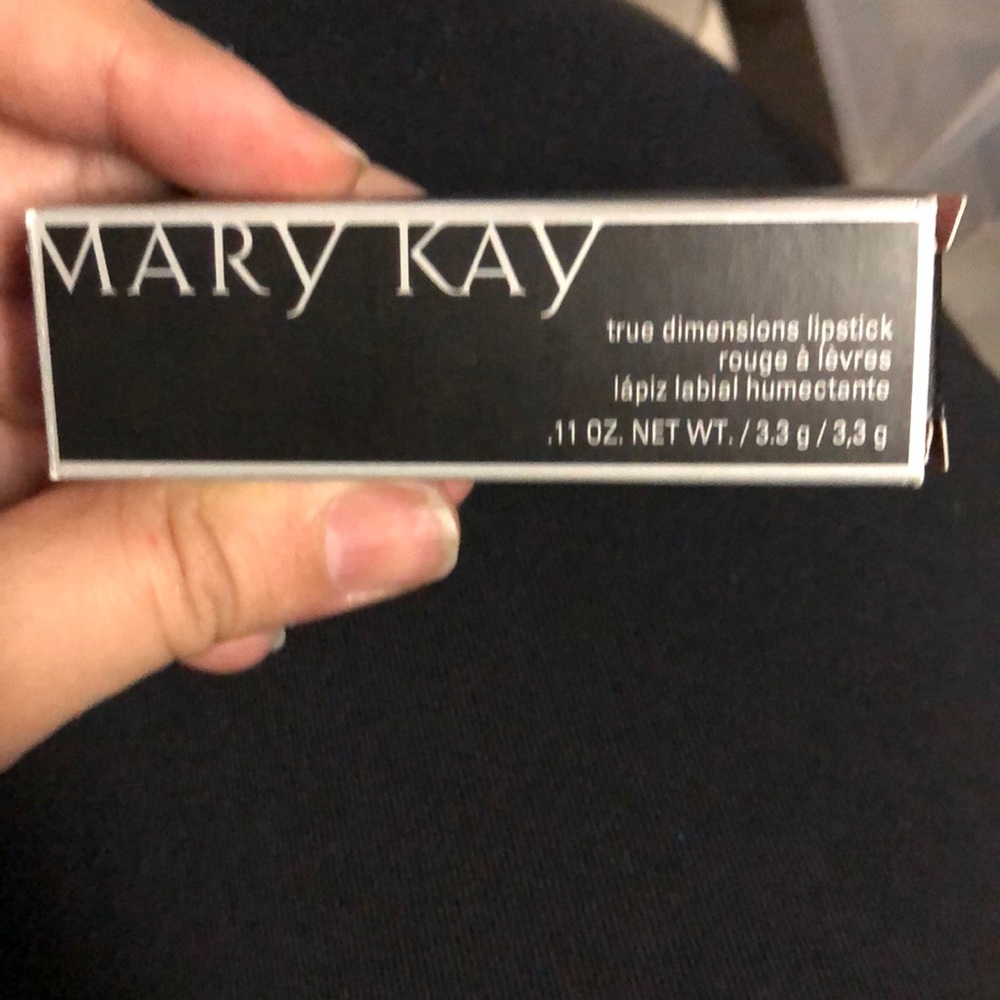 MARY KAY
true dimensions lipstick
rouge à lèvres
lápiz labial humectante
.11 OZ. NET WT. / 3.3 g / 3,3 g